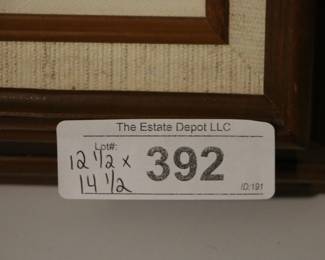 The Estate Depot LLC
Lot#:
392
12 1/2 x
14 1/2
ID:191